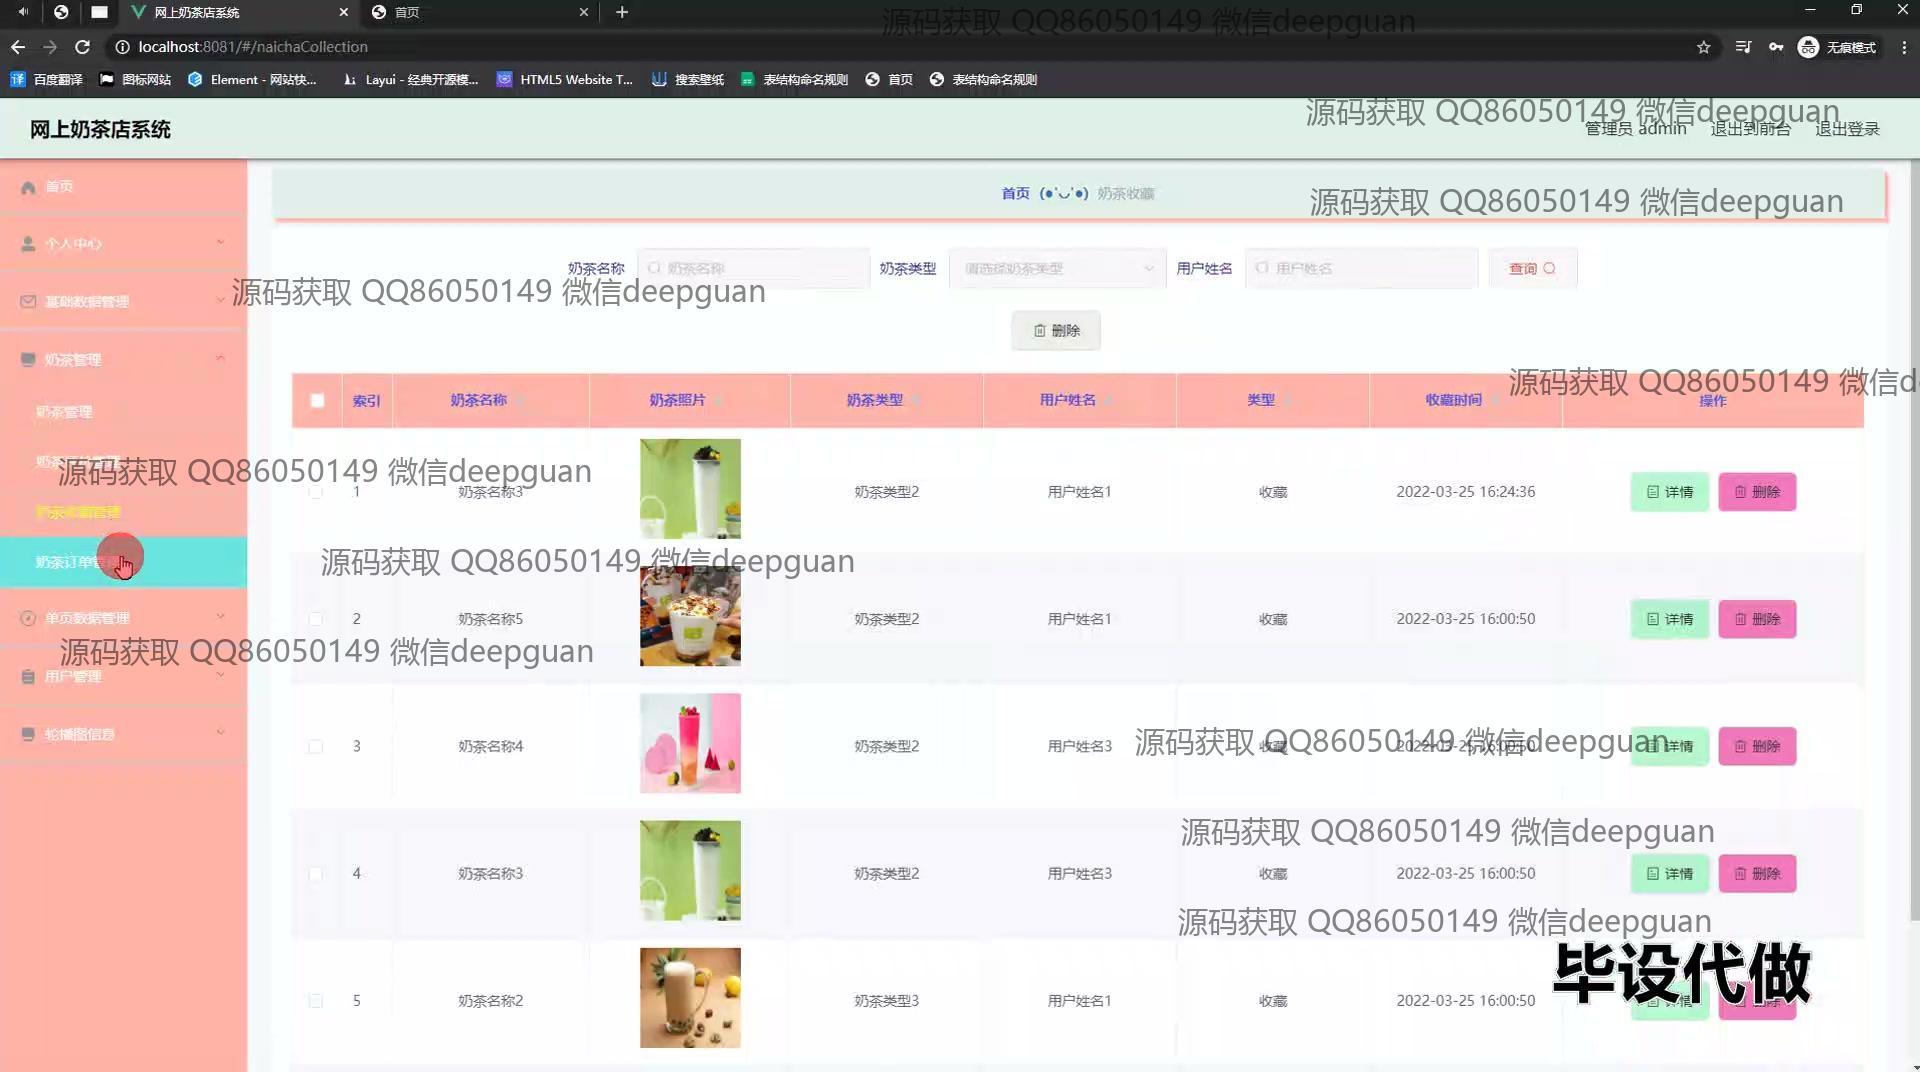 网上奶茶店系统
首页
localhost:8081/#/naichaCollection
无痕模式
百度翻译
图标网站
Element - 网站快...
Layui - 经典开源模...
HTML5 Website T...
搜索壁纸
表结构命名规则
首页
表结构命名规则
源码获取 QQ86050149 微信deepguan
网上奶茶店系统
管理员 admin
退出到前台
退出登录
源码获取 QQ86050149 微信deepguan
首页
个人中心
基础数据管理
奶茶管理
奶茶管理
奶茶收藏管理
单页数据管理
用户管理
轮播图信息
首页 (●'◡'●) 奶茶收藏
源码获取 QQ86050149 微信deepguan
奶茶名称 奶茶名称 奶茶类型 请选择奶茶类型 用户姓名 用户姓名 查询
源码获取 QQ86050149 微信deepguan
删除
源码获取 QQ86050149 微信de
索引 奶茶名称 奶茶照片 奶茶类型 用户姓名 类型 收藏时间 操作
源码获取 QQ86050149 微信deepguan
1 奶茶名称3 奶茶类型2 用户姓名1 收藏 2022-03-25 16:24:36 详情 删除
源码获取 QQ86050149 微信deepguan
2 奶茶名称5 奶茶类型2 用户姓名1 收藏 2022-03-25 16:00:50 详情 删除
源码获取 QQ86050149 微信deepguan
3 奶茶名称4 奶茶类型2 用户姓名3 收藏 2022-03-25 16:00:50 详情 删除
源码获取 QQ86050149 微信deepguan
源码获取 QQ86050149 微信deepguan
4 奶茶名称3 奶茶类型2 用户姓名3 收藏 2022-03-25 16:00:50 详情 删除
源码获取 QQ86050149 微信deepguan
5 奶茶名称2 奶茶类型3 用户姓名1 收藏 2022-03-25 16:00:50 详情 删除
毕设代做